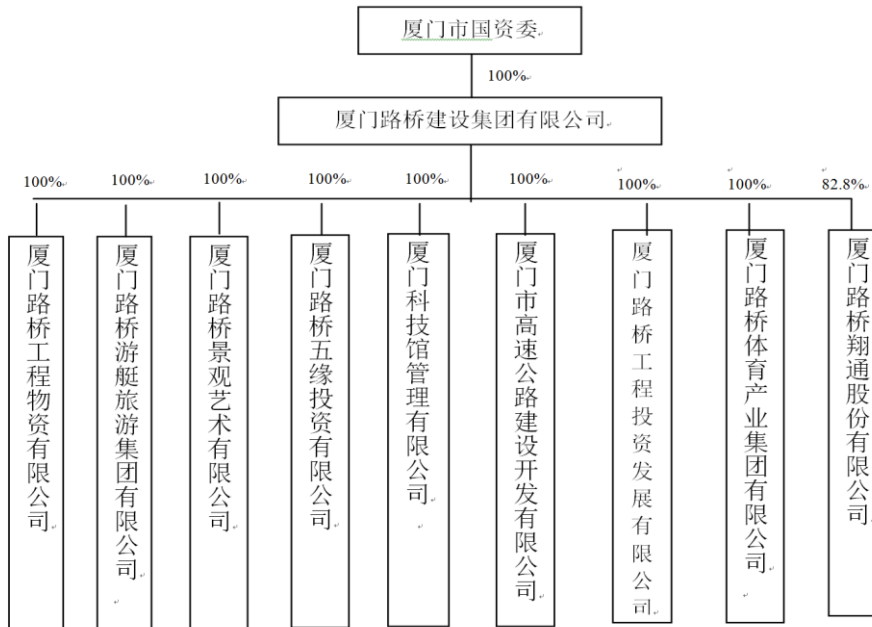 厦门市国资委
100%
厦门路桥建设集团有限公司
100%
100%
100%
100%
100%
100%
100%
100%
82.8%
厦门路桥工程物资有限公司
厦门路桥游艇旅游集团有限公司
厦门路桥景观艺术有限公司
厦门路桥五缘投资有限公司
厦门科技馆管理有限公司
厦门市高速公路建设开发有限公司
厦门路桥工程投资发展有限公司
厦门路桥体育产业集团有限公司
厦门路桥翔通股份有限公司